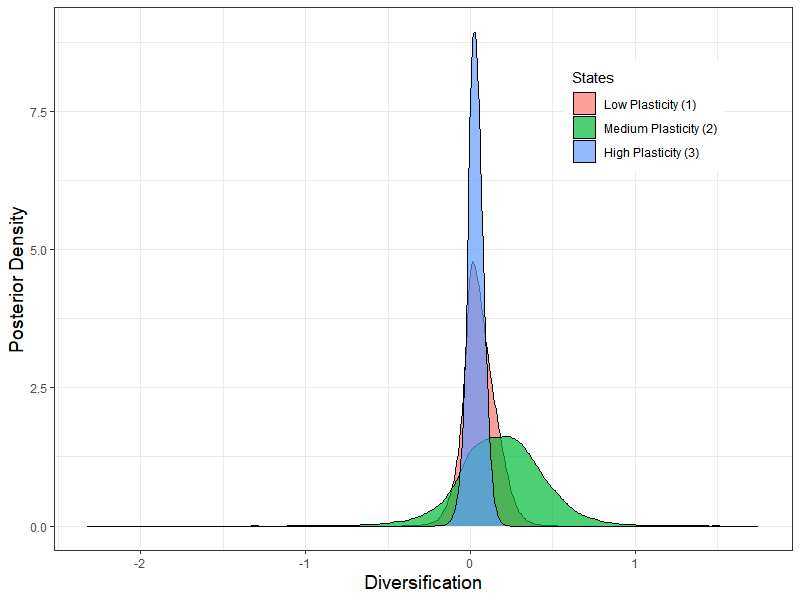 States
Low Plasticity (1)
Medium Plasticity (2)
High Plasticity (3)
Posterior Density
7.5
5.0
2.5
0.0
-2
-1
0
1
Diversification